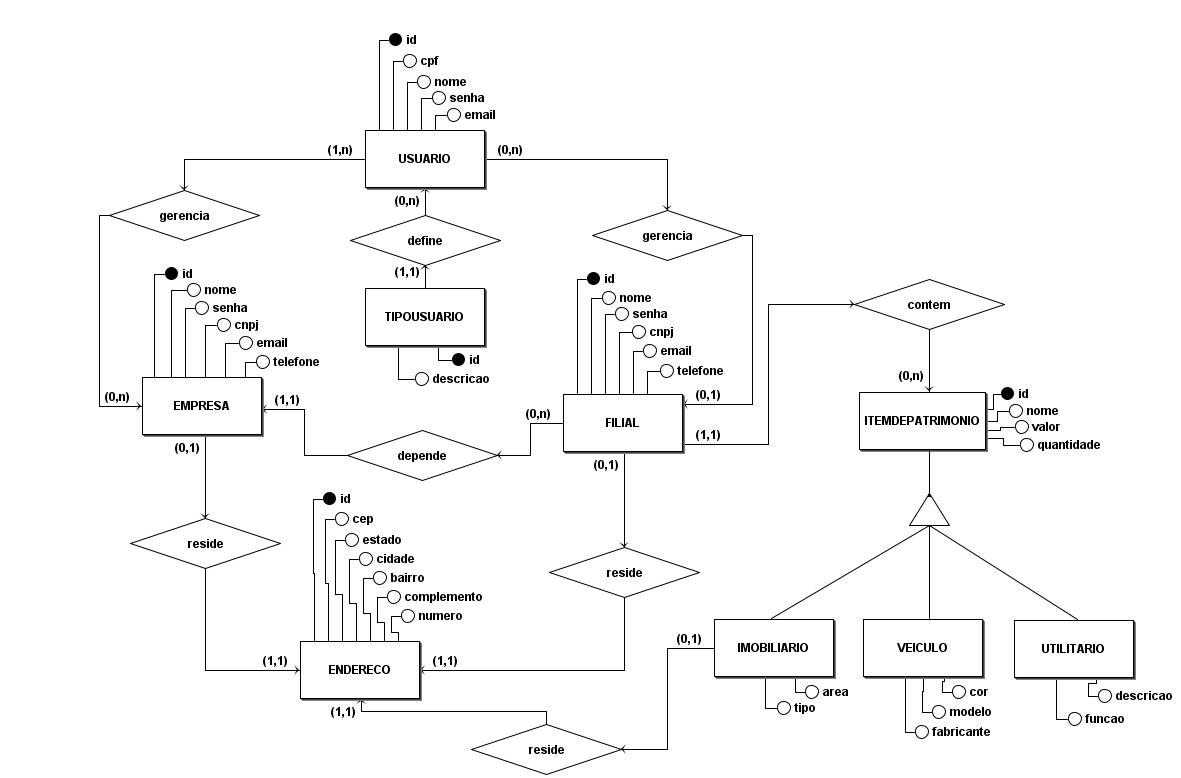 id
cpf
nome
senha
email
(1,n)
USUARIO
(0,n)
gerencia
(0,n)
define
gerencia
(1,1)
id
nome
senha
cnpj
email
telefone
TIPOUSUARIO
id
descricao
id
nome
senha
cnpj
email
telefone
contem
(0,n)
EMPRESA
(1,1)
(0,n)
FILIAL
(0,1)
(1,1)
(0,n)
ITEMDEPATRIMONIO
id
nome
valor
quantidade
(0,1)
depende
(0,1)
id
cep
estado
cidade
bairro
complemento
numero
reside
reside
(1,1)
ENDERECO
(1,1)
(1,1)
(0,1)
IMOBILIARIO
area
tipo
VEICULO
cor
modelo
fabricante
UTILITARIO
descricao
funcao
reside